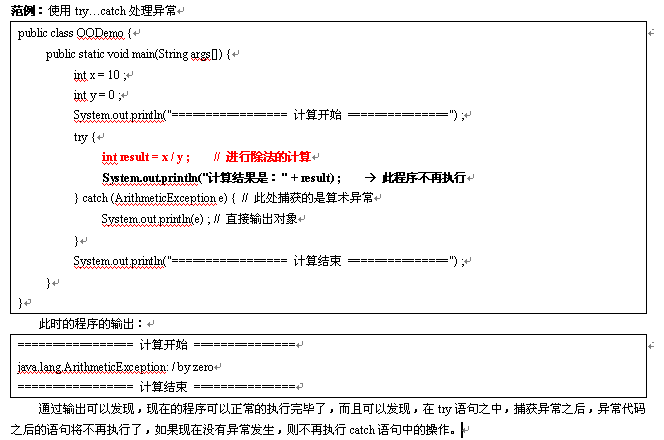 范例：使用 try…catch 处理异常
public class OODemo {
public static void main(String args[]) {
int x = 10 ;
int y = 0 ;
System.out.println("================= 计算开始 ===============") ;
try {
int result = x / y ; // 进行除法的计算
System.out.println("计算结果是：" + result) ; → 此程序不再执行
} catch (ArithmeticException e) { // 此处捕获的是算术异常
System.out.println(e) ; // 直接输出对象
}
System.out.println("================= 计算结束 ===============") ;
}
}
此时的程序的输出：
================= 计算开始 ===============
java.lang.ArithmeticException: / by zero
================= 计算结束 ===============
通过输出可以发现，现在的程序可以正常的执行完毕了，而且可以发现，在 try 语句之中，捕获异常之后，异常代码
之后的语句将不再执行了，如果现在没有异常发生，则不再执行 catch 语句中的操作。